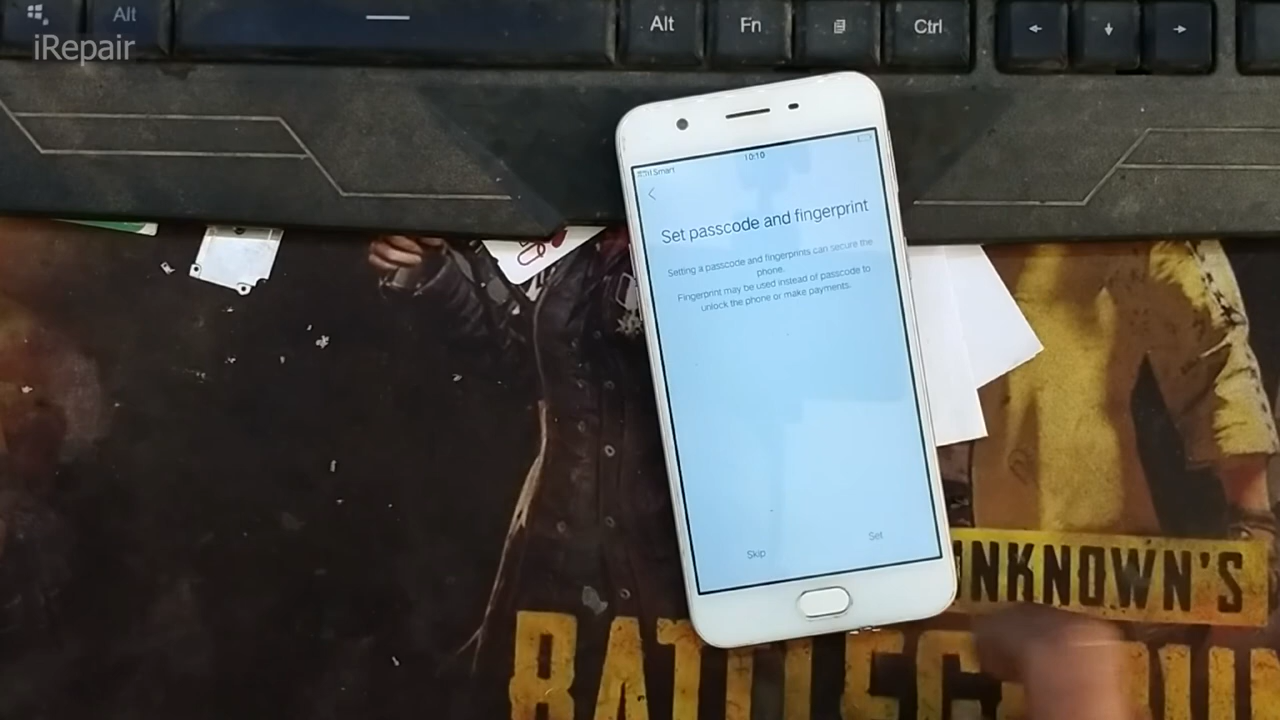 Alt
Alt
Fn
Ctrl
iRepair
10:10
Smart
Set passcode and fingerprint
Setting a passcode and fingerprints can secure the
phone.
Fingerprint may be used instead of passcode to
unlock the phone or make payments.
Skip
Set
UNKNOWN'S